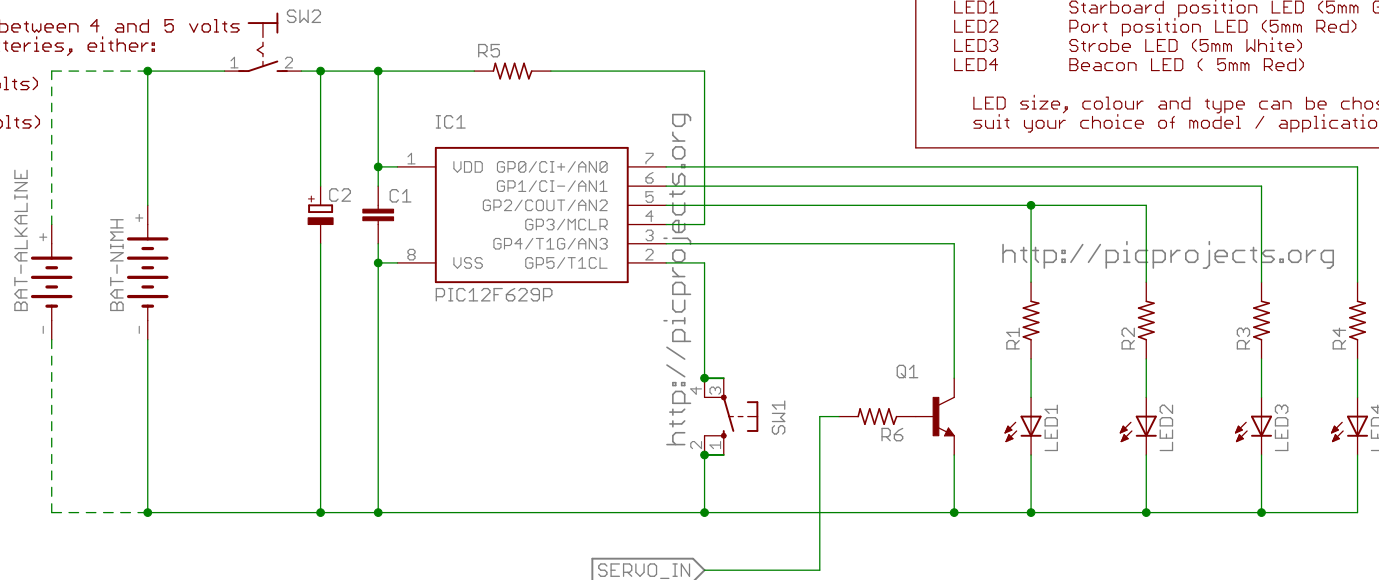 between 4 and 5 volts
teries, either:
olts)
olts)
SW2
1 2
LED1 Starboard position LED (5mm G
LED2 Port position LED (5mm Red)
LED3 Strobe LED (5mm White)
LED4 Beacon LED ( 5mm Red)
LED size, colour and type can be chos
suit your choice of model / applicatio
R5
IC1
1 VDD GP0/CI+/AN0 7
GP1/CI-/AN1 6
GP2/COUT/AN2 5
GP3/MCLR 4
GP4/T1G/AN3 3
8 VSS GP5/T1CL 2
PIC12F629P
BAT-ALKALINE
+
-
BAT-NIMH
+
-
+
C2
C1
http://picprojects.org
http://picprojects.org
4 3
2 1
SW1
Q1
R6
R1
R2
R3
R4
LED1
LED2
LED3
LED4
SERVO_IN